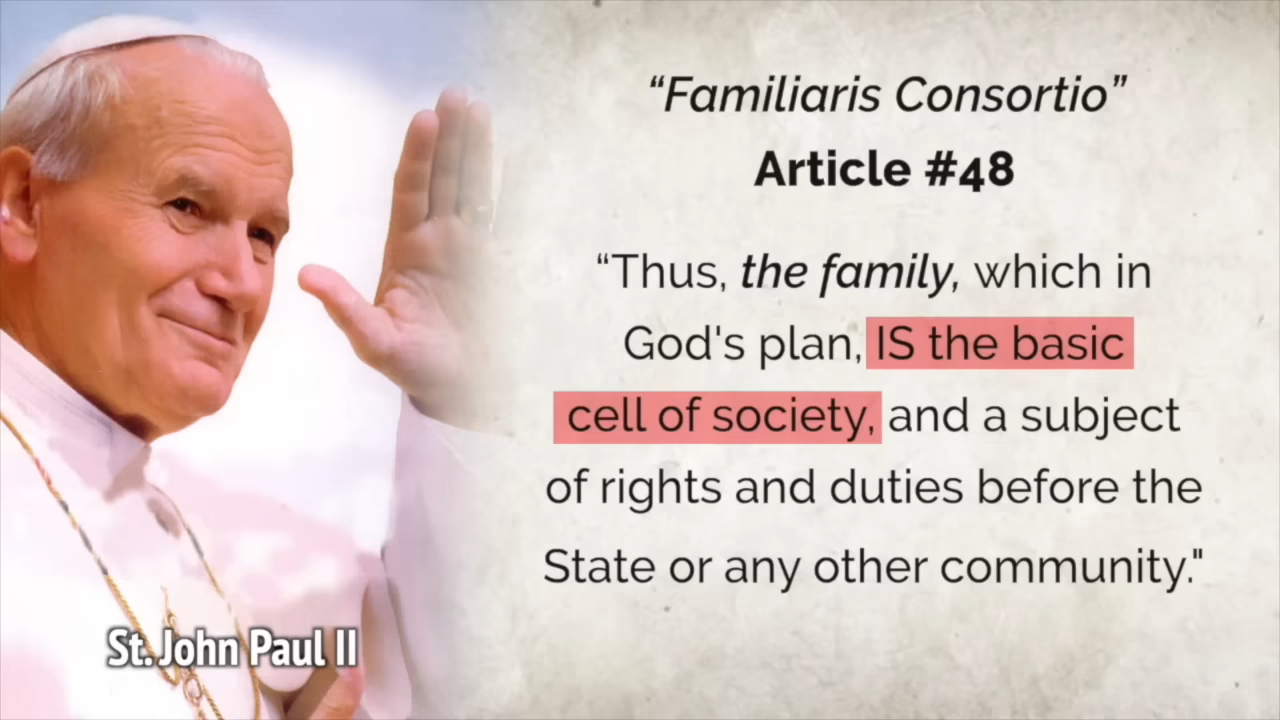 “Familiaris Consortio”
Article #48
“Thus, the family, which in
God's plan, IS the basic
cell of society, and a subject
of rights and duties before the
State or any other community."
St. John Paul II